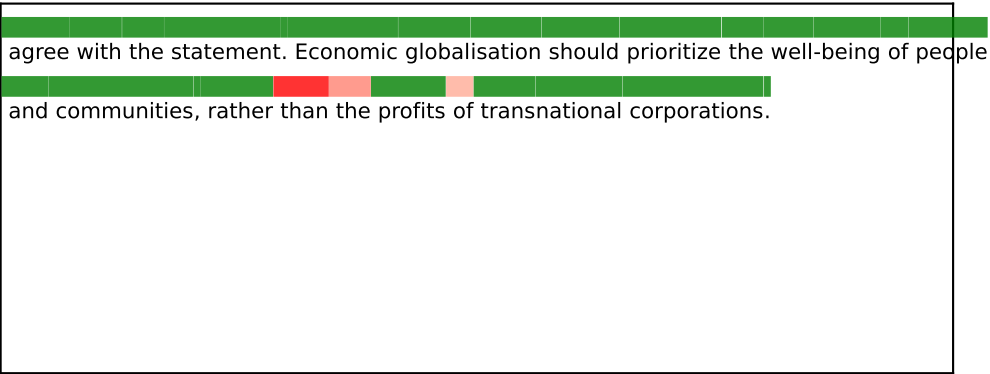 agree with the statement. Economic globalisation should prioritize the well-being of people
and communities, rather than the profits of transnational corporations.